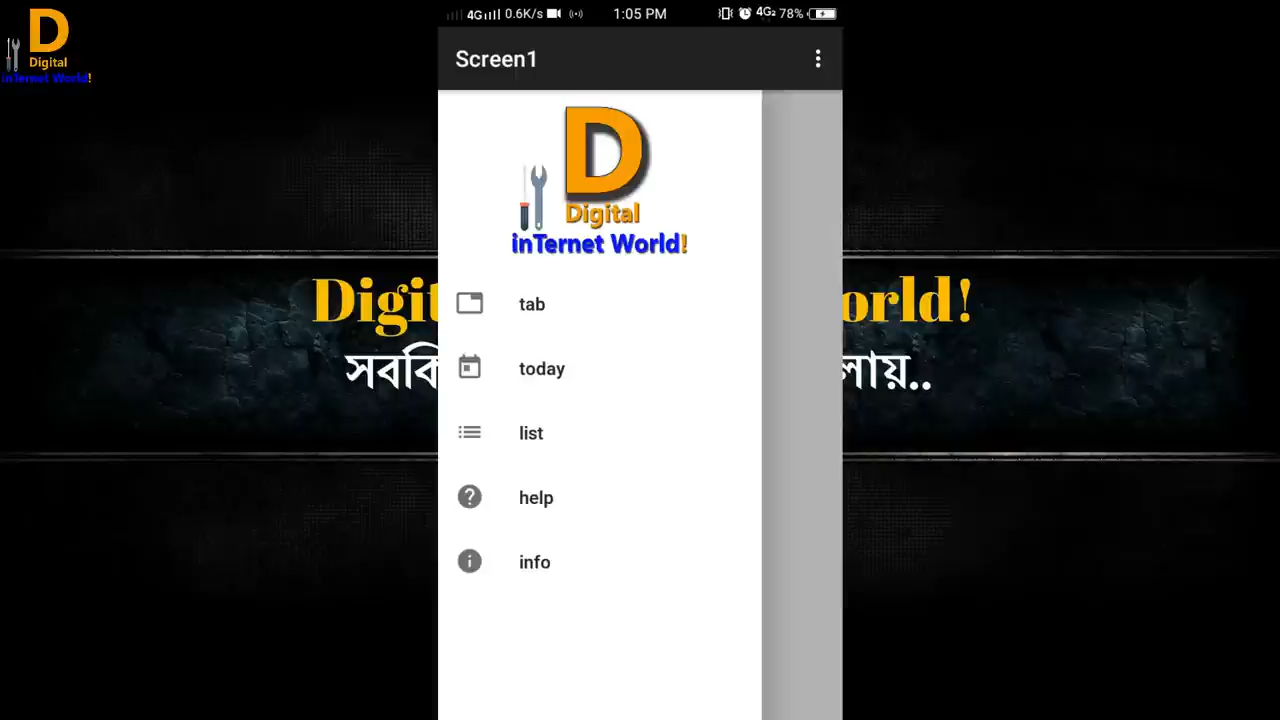 D
Digital
inTernet World!
4G 0.6K/s 1:05 PM 4G2 78%
Screen1
D
Digital
inTernet World!
tab
today
list
help
info
Digit orld!
সবকি লায়..